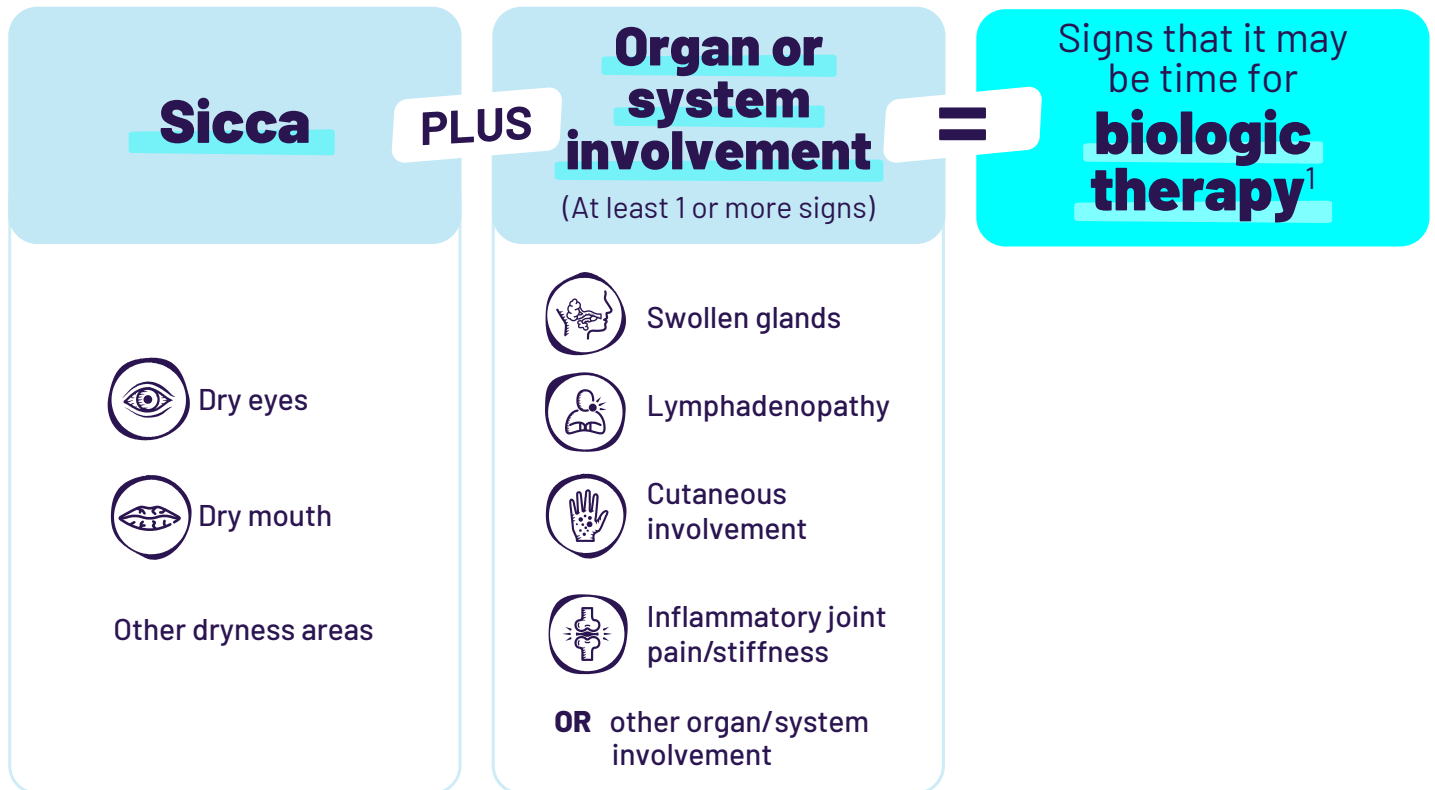 Sicca
PLUS
Organ or
system
involvement
(At least 1 or more signs)
=
Signs that it may
be time for
biologic
therapy1
Dry eyes
Dry mouth
Other dryness areas
Swollen glands
Lymphadenopathy
Cutaneous
involvement
Inflammatory joint
pain/stiffness
OR other organ/system
involvement